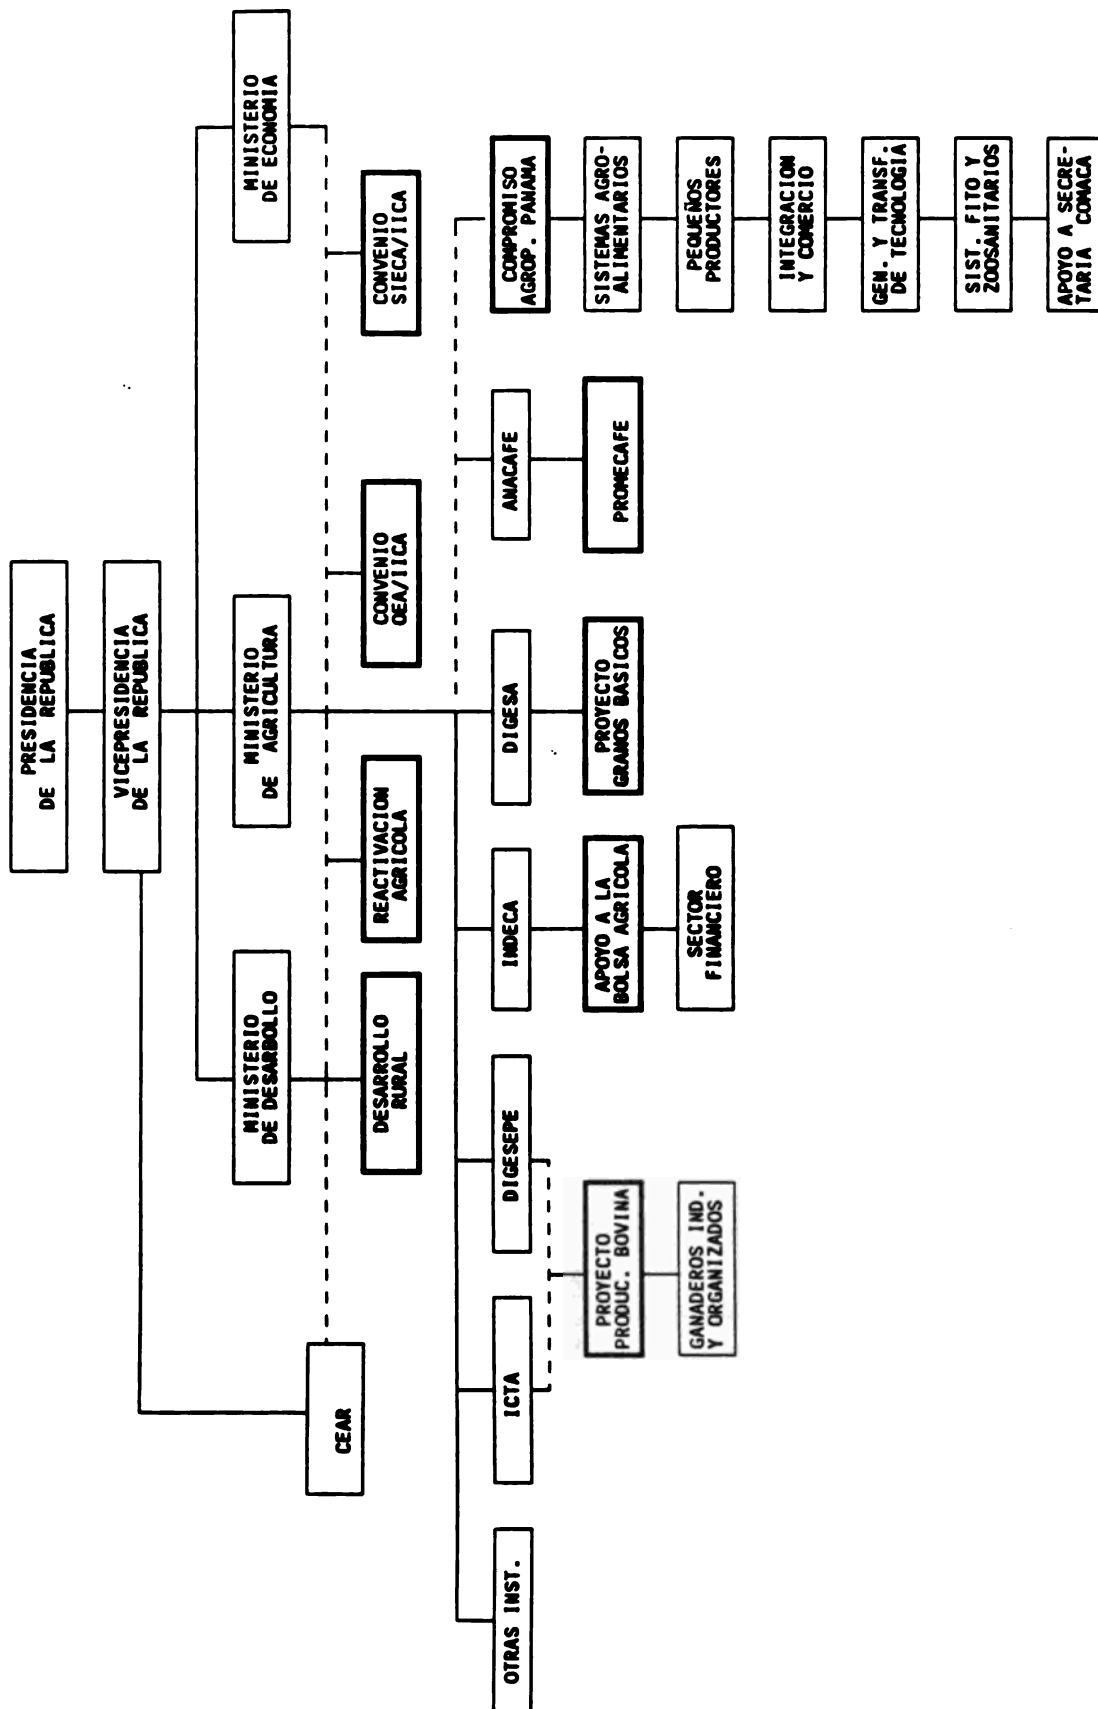 PRESIDENCIA
DE LA REPUBLICA
VICEPRESIDENCIA
DE LA REPUBLICA
MINISTERIO
DE DESARBOLLO
MINISTERIO
DE AGRICULTURA
MINISTERIO
DE ECONOMIA
CEAR
DESARROLLO
RURAL
REACTIVACION
AGRICOLA
CONVENIO
OEA/IICA
CONVENIO
SIECA/IICA
OTRAS INST.
ICTA
DIGESEPE
INDECA
DIGESA
ANACAFE
COMPROMISO
AGROP. PANAMA
PROYECTO
PRODUC. BOVINA
APOYO A LA
BOLSA AGRICOLA
PROYECTO
GRANOS BASICOS
PROMECAFE
SISTEMAS AGRO-
ALIMENTARIOS
GANADEROS IND.
Y ORGANIZADOS
SECTOR
FINANCIERO
PEQUEÑOS
PRODUCTORES
INTEGRACION
Y COMERCIO
GEN. Y TRANSF.
DE TECNOLOGIA
SIST. FITO Y
ZOOSANITARIOS
APOYO A SECRE-
TARIA COMACA